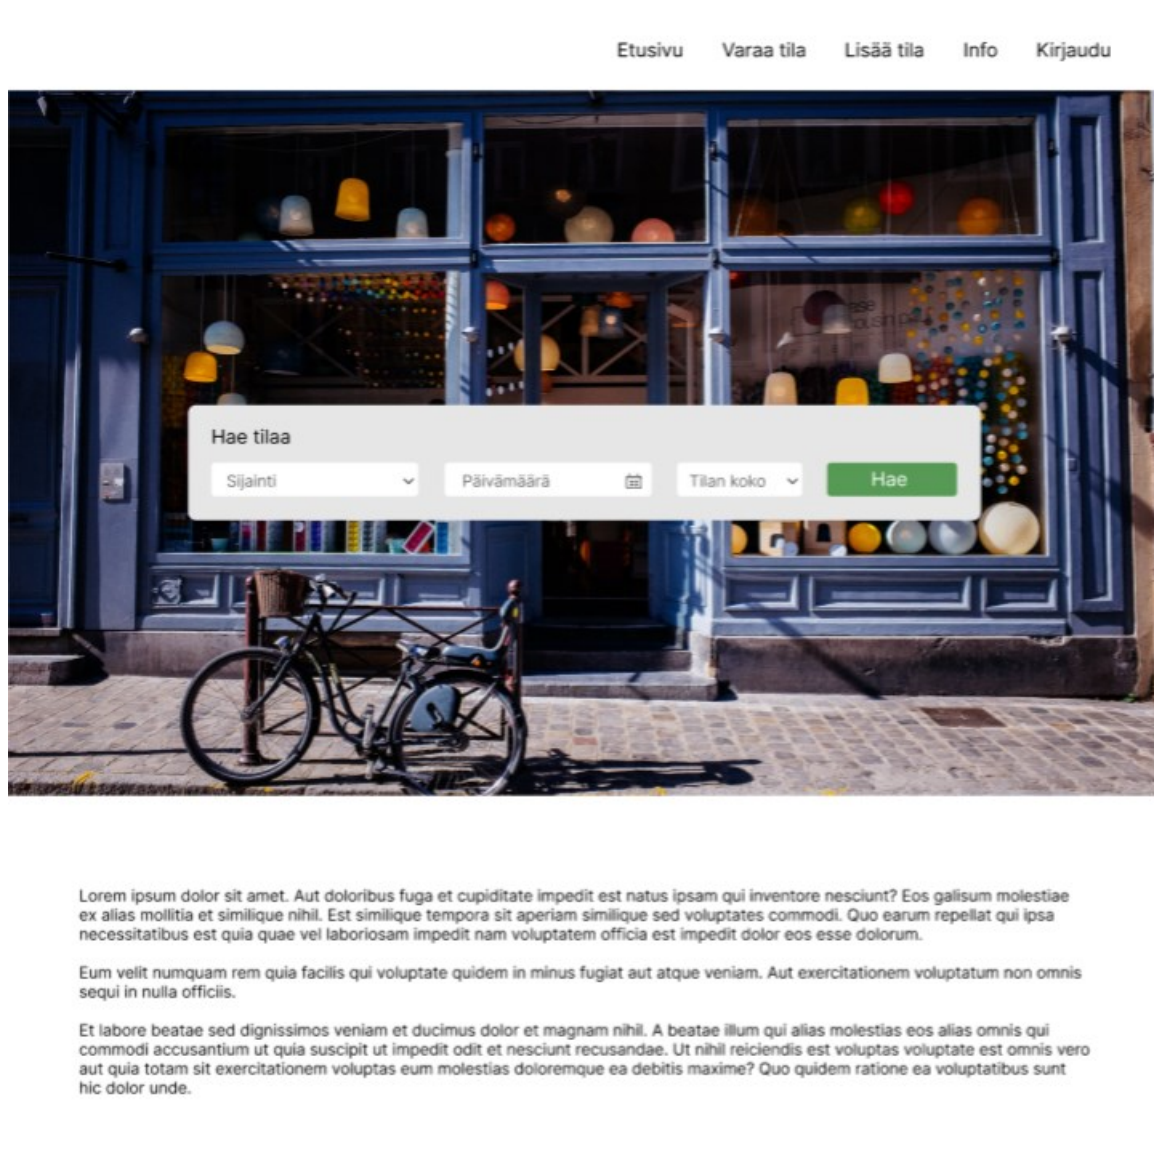 Etusivu Varaa tila Lisää tila Info Kirjaudu
Hae tilaa
Sijainti Päivämäärä Tilan koko Hae
Lorem ipsum dolor sit amet. Aut doloribus fuga et cupiditate impedit est natus ipsam qui inventore nesciunt? Eos galisum molestiae
ex alias mollitia et similique nihil. Est similique tempora sit aperiam similique sed voluptates commodi. Quo earum repellat qui ipsa
necessitatibus est quia quae vel laboriosam impedit nam voluptatem officia est impedit dolor eos esse dolorum.
Eum velit numquam rem quia facilis qui voluptate quidem in minus fugiat aut atque veniam. Aut exercitationem voluptatum non omnis
sequi in nulla officiis.
Et labore beatae sed dignissimos veniam et ducimus dolor et magnam nihil. A beatae illum qui alias molestias eos alias omnis qui
commodi accusantium ut quia suscipit ut impedit odit et nesciunt recusandae. Ut nihil reiciendis est voluptas voluptate est omnis vero
aut quia totam sit exercitationem voluptas eum molestias doloremque ea debitis maxime? Quo quidem ratione ea voluptatibus sunt
hic dolor unde.